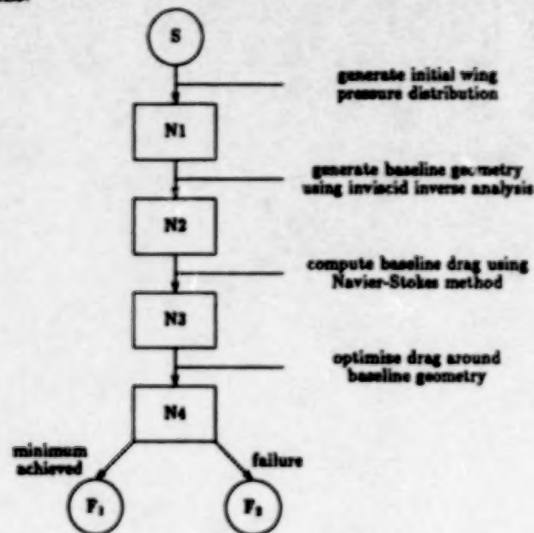 S
generate initial wing
pressure distribution
N1
generate baseline geometry
using inviscid inverse analysis
N2
compute baseline drag using
Navier-Stokes method
N3
optimise drag around
baseline geometry
N4
minimum
achieved
failure
F₁
F₂